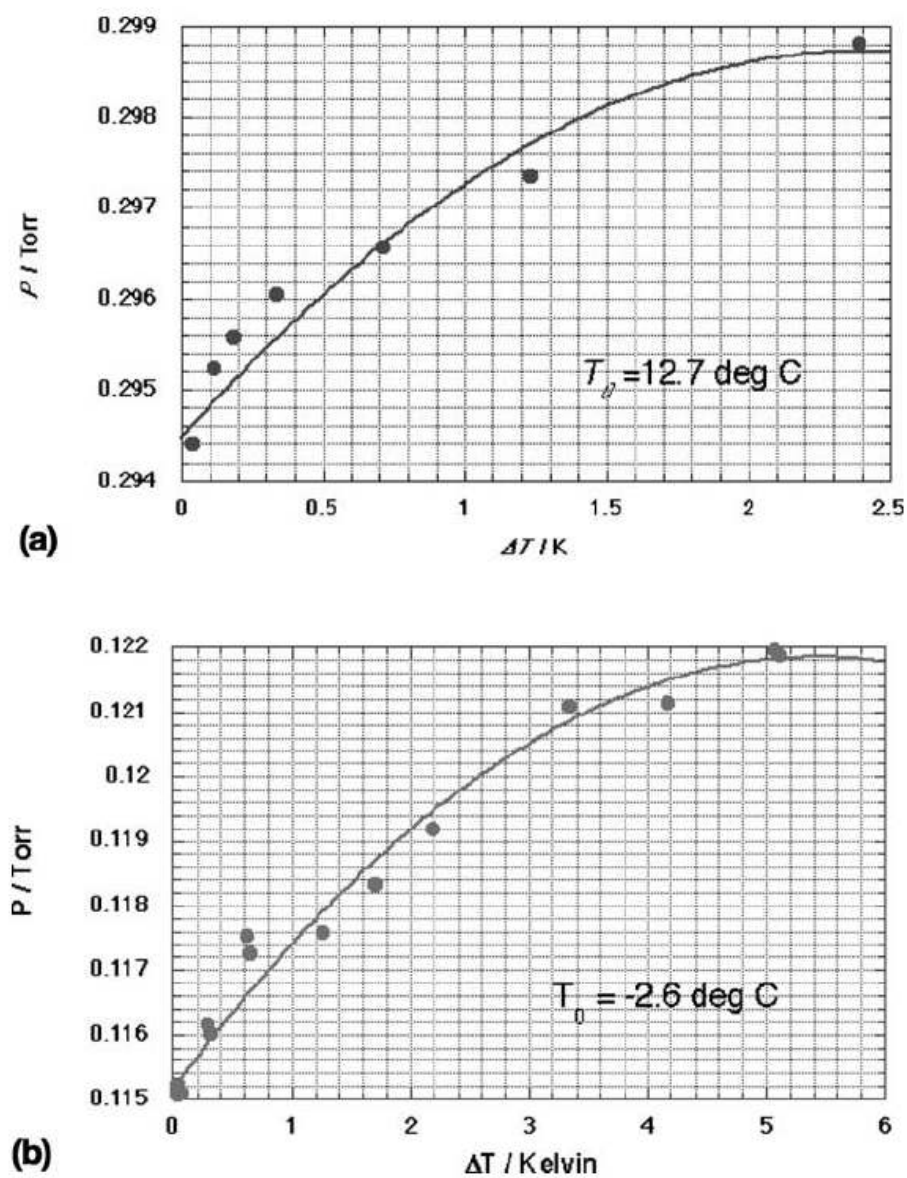 0.299
0.298
0.297
0.296
0.295
0.294
P / Torr
T0 =12.7 deg C
0 0.5 1 1.5 2 2.5
(a)
ΔT / K
0.122
0.121
0.12
0.119
0.118
0.117
0.116
0.115
P / Torr
T0 = -2.6 deg C
0 1 2 3 4 5 6
(b)
ΔT / Kelvin